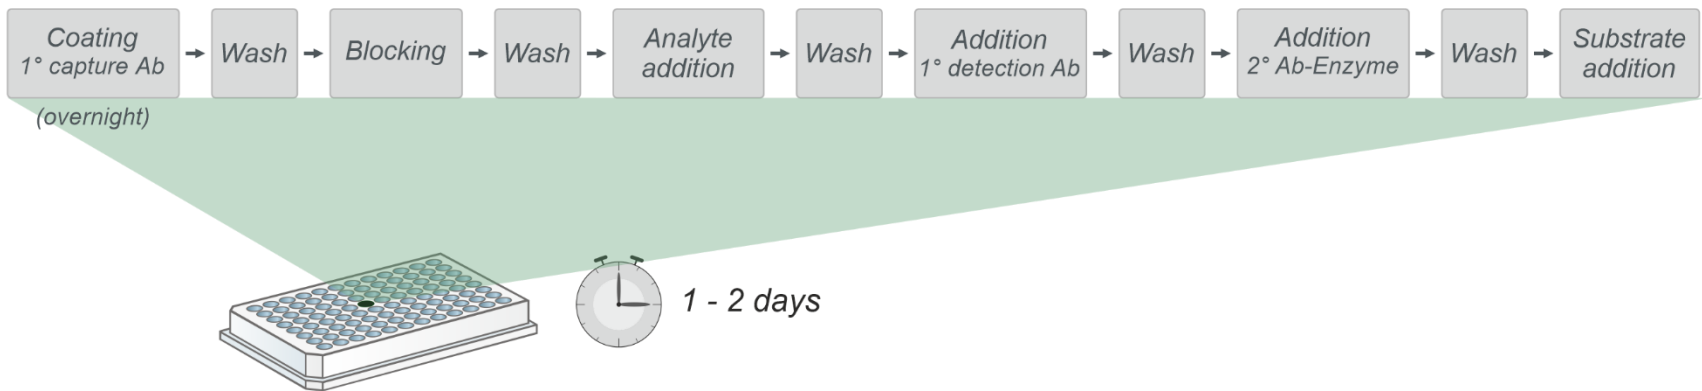 Coating
1° capture Ab
(overnight)
Wash
Blocking
Wash
Analyte
addition
Wash
Addition
1° detection Ab
Wash
Addition
2° Ab-Enzyme
Wash
Substrate
addition
1 - 2 days